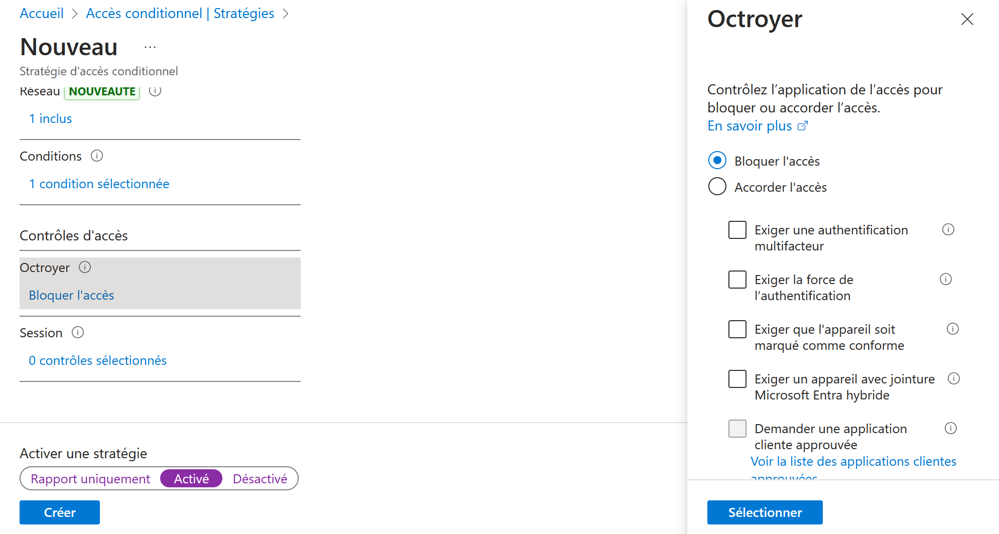 Accueil > Accès conditionnel | Stratégies >
Nouveau ...
Stratégie d'accès conditionnel
Réseau NOUVEAUTE
1 inclus
Conditions
1 condition sélectionnée
Contrôles d'accès
Octroyer
Bloquer l'accès
Session
0 contrôles sélectionnés
Activer une stratégie
Rapport uniquement Activé Désactivé
Créer
Octroyer
Contrôlez l’application de l’accès pour
bloquer ou accorder l’accès.
En savoir plus
Bloquer l'accès
Accorder l'accès
Exiger une authentification
multifacteur
Exiger la force de
l’authentification
Exiger que l'appareil soit
marqué comme conforme
Exiger un appareil avec jointure
Microsoft Entra hybride
Demander une application
cliente approuvée
Voir la liste des applications clientes
approuvées
Sélectionner